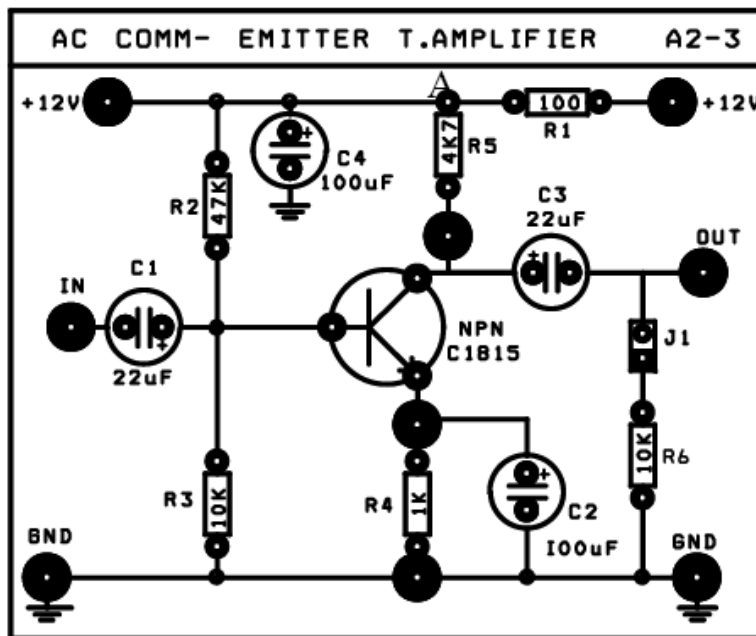 AC COMM- EMITTER T.AMPLIFIER A2-3
A
+12V
100
+12V
R1
4K7
R5
C4
100uF
R2
47K
C3
22uF
OUT
C1
IN
NPN
C1815
J1
22uF
R3
10K
R4
1K
C2
100uF
10K
R6
GND
GND